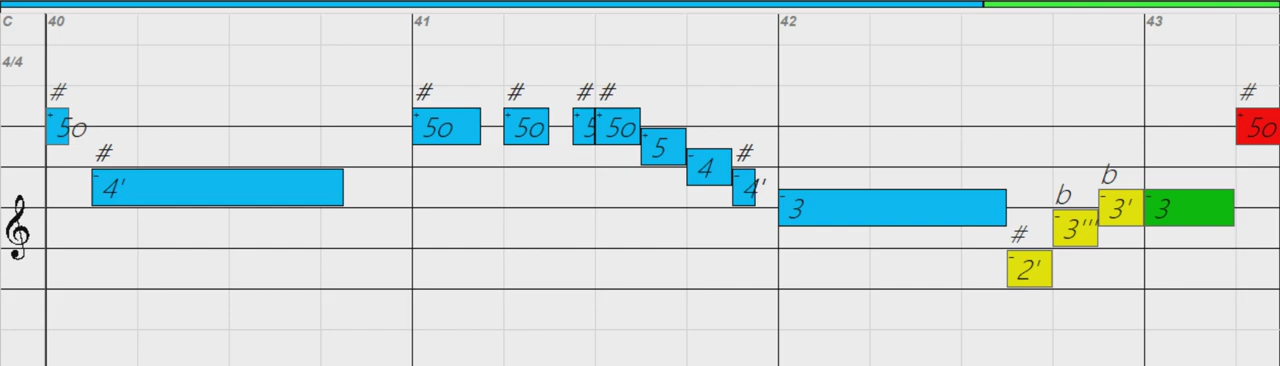 C 40 41 42 43
4/4
# # # # # #
5o 5o 5o 5 5o 5o
# #
5
4
4' 4'
b
b
3 3' 3
# 3'''
2'